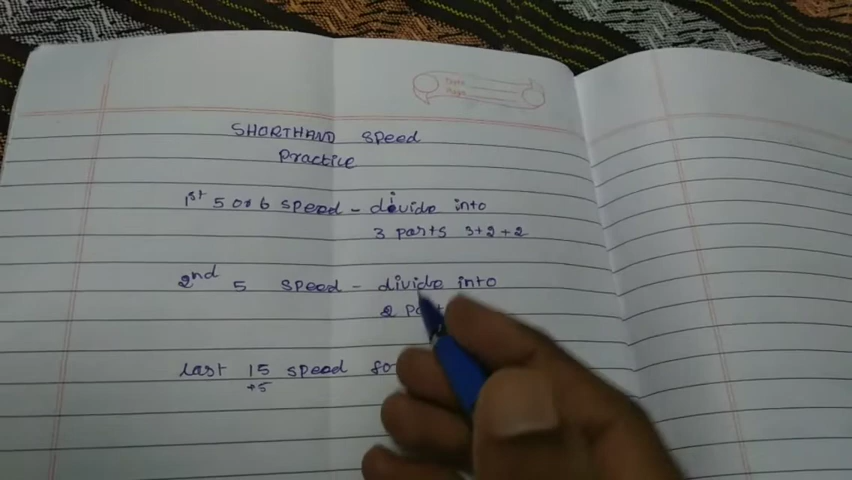 SHORTHAND speed
Practice
1st 5 or 6 speed - divide into
3 parts 3+2+2
2nd 5 speed - divide into
2
last 15 speed
+5